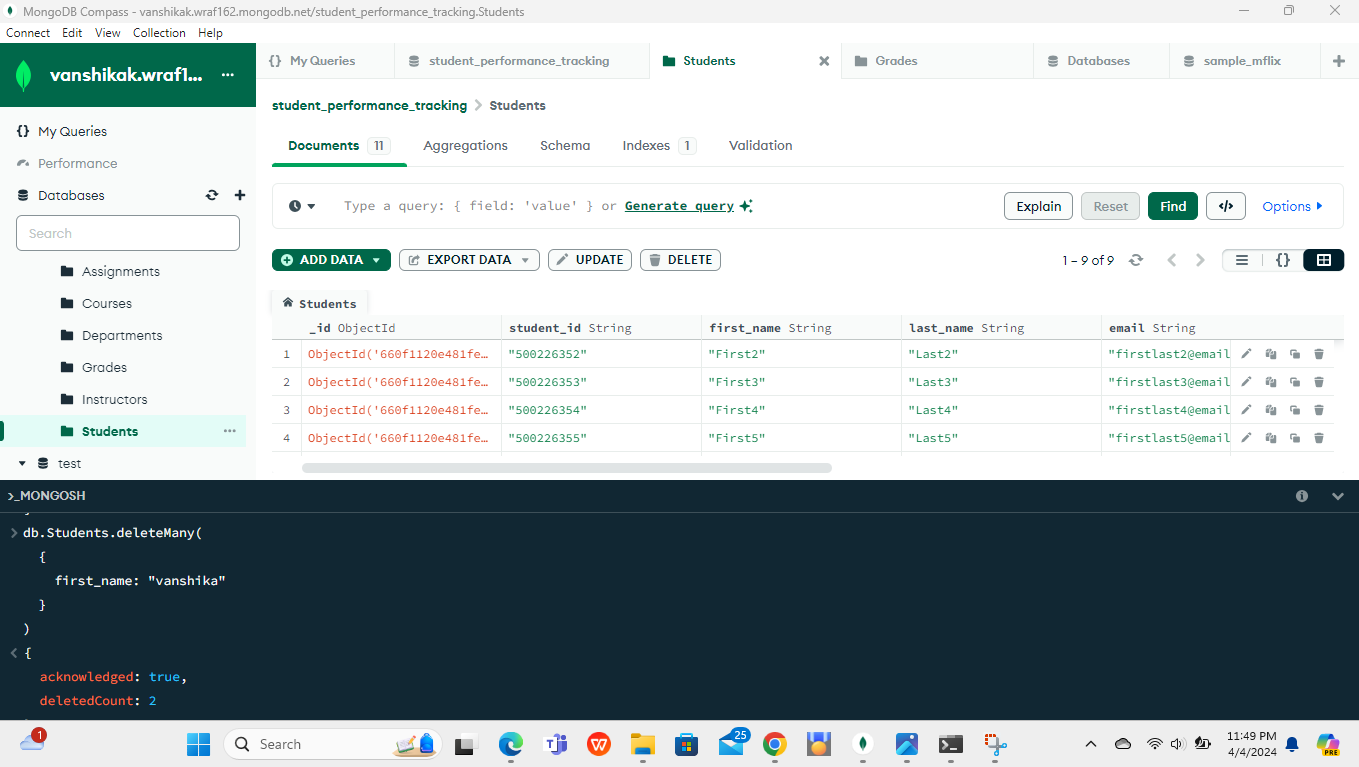 MongoDB Compass - vanshikak.wraf162.mongodb.net/student_performance_tracking.Students
Connect Edit View Collection Help
vanshikak.wraf1... ...
{} My Queries
student_performance_tracking
Students
Grades
Databases
sample_mflix
{} My Queries
Performance
Databases
Search
Assignments
Courses
Departments
Grades
Instructors
Students ...
test
student_performance_tracking > Students
Documents 11 Aggregations Schema Indexes 1 Validation
Type a query: { field: 'value' } or Generate query
Explain Reset Find </> Options
ADD DATA EXPORT DATA UPDATE DELETE
1 – 9 of 9
{}
Students
_id ObjectId student_id String first_name String last_name String email String
1 ObjectId('660f1120e481fe… "500226352" "First2" "Last2" "firstlast2@email
2 ObjectId('660f1120e481fe… "500226353" "First3" "Last3" "firstlast3@email
3 ObjectId('660f1120e481fe… "500226354" "First4" "Last4" "firstlast4@email
4 ObjectId('660f1120e481fe… "500226355" "First5" "Last5" "firstlast5@email
>_MONGOSH
> db.Students.deleteMany(
{
first_name: "vanshika"
}
)
< {
acknowledged: true,
deletedCount: 2
1
Search
25
11:49 PM
4/4/2024
PRE